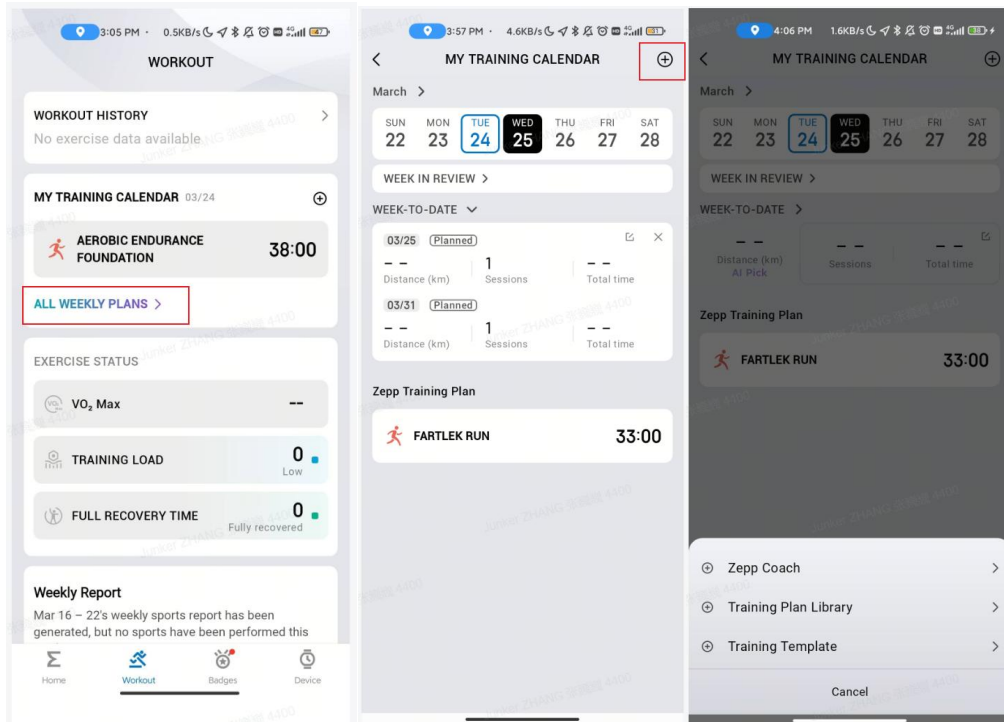 3:05 PM · 0.5KB/s 4G 47
WORKOUT
WORKOUT HISTORY
No exercise data available
MY TRAINING CALENDAR 03/24
AEROBIC ENDURANCE
FOUNDATION
38:00
ALL WEEKLY PLANS >
EXERCISE STATUS
VO₂ Max
--
TRAINING LOAD
0
Low
FULL RECOVERY TIME
0
Fully recovered
Weekly Report
Mar 16 – 22's weekly sports report has been
generated, but no sports have been performed this
Home Workout Badges Device
3:57 PM · 4.6KB/s 4G
MY TRAINING CALENDAR
March >
SUN MON TUE WED THU FRI SAT
22 23 24 25 26 27 28
WEEK IN REVIEW >
WEEK-TO-DATE
03/25 Planned
-- 1 --
Distance (km) Sessions Total time
03/31 Planned
-- 1 --
Distance (km) Sessions Total time
Zepp Training Plan
FARTLEK RUN 33:00
4:06 PM 1.6KB/s 4G
MY TRAINING CALENDAR
March >
SUN MON TUE WED THU FRI SAT
22 23 24 25 26 27 28
WEEK IN REVIEW >
WEEK-TO-DATE >
-- -- --
Distance (km) Sessions Total time
AI Pick
Zepp Training Plan
FARTLEK RUN 33:00
Zepp Coach
Training Plan Library
Training Template
Cancel